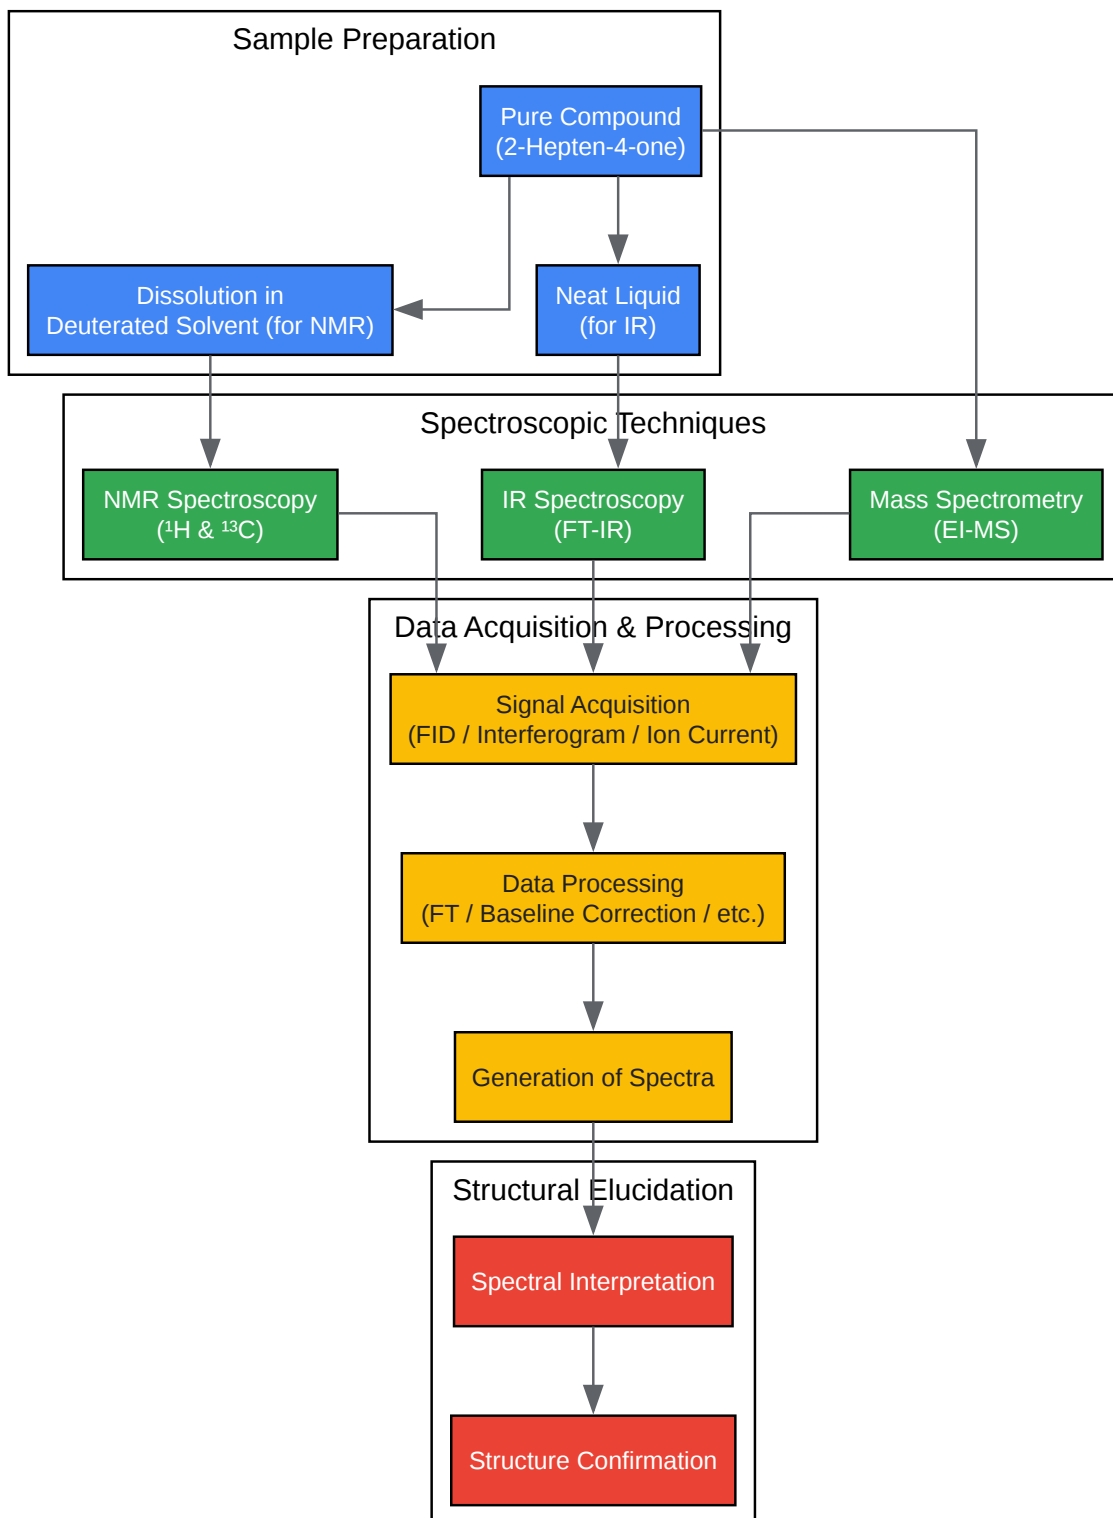 Sample Preparation
Pure Compound
(2-Hepten-4-one)
Dissolution in
Deuterated Solvent (for NMR)
Neat Liquid
(for IR)
Spectroscopic Techniques
NMR Spectroscopy
(¹H & ¹³C)
IR Spectroscopy
(FT-IR)
Mass Spectrometry
(EI-MS)
Data Acquisition & Processing
Signal Acquisition
(FID / Interferogram / Ion Current)
Data Processing
(FT / Baseline Correction / etc.)
Generation of Spectra
Structural Elucidation
Spectral Interpretation
Structure Confirmation